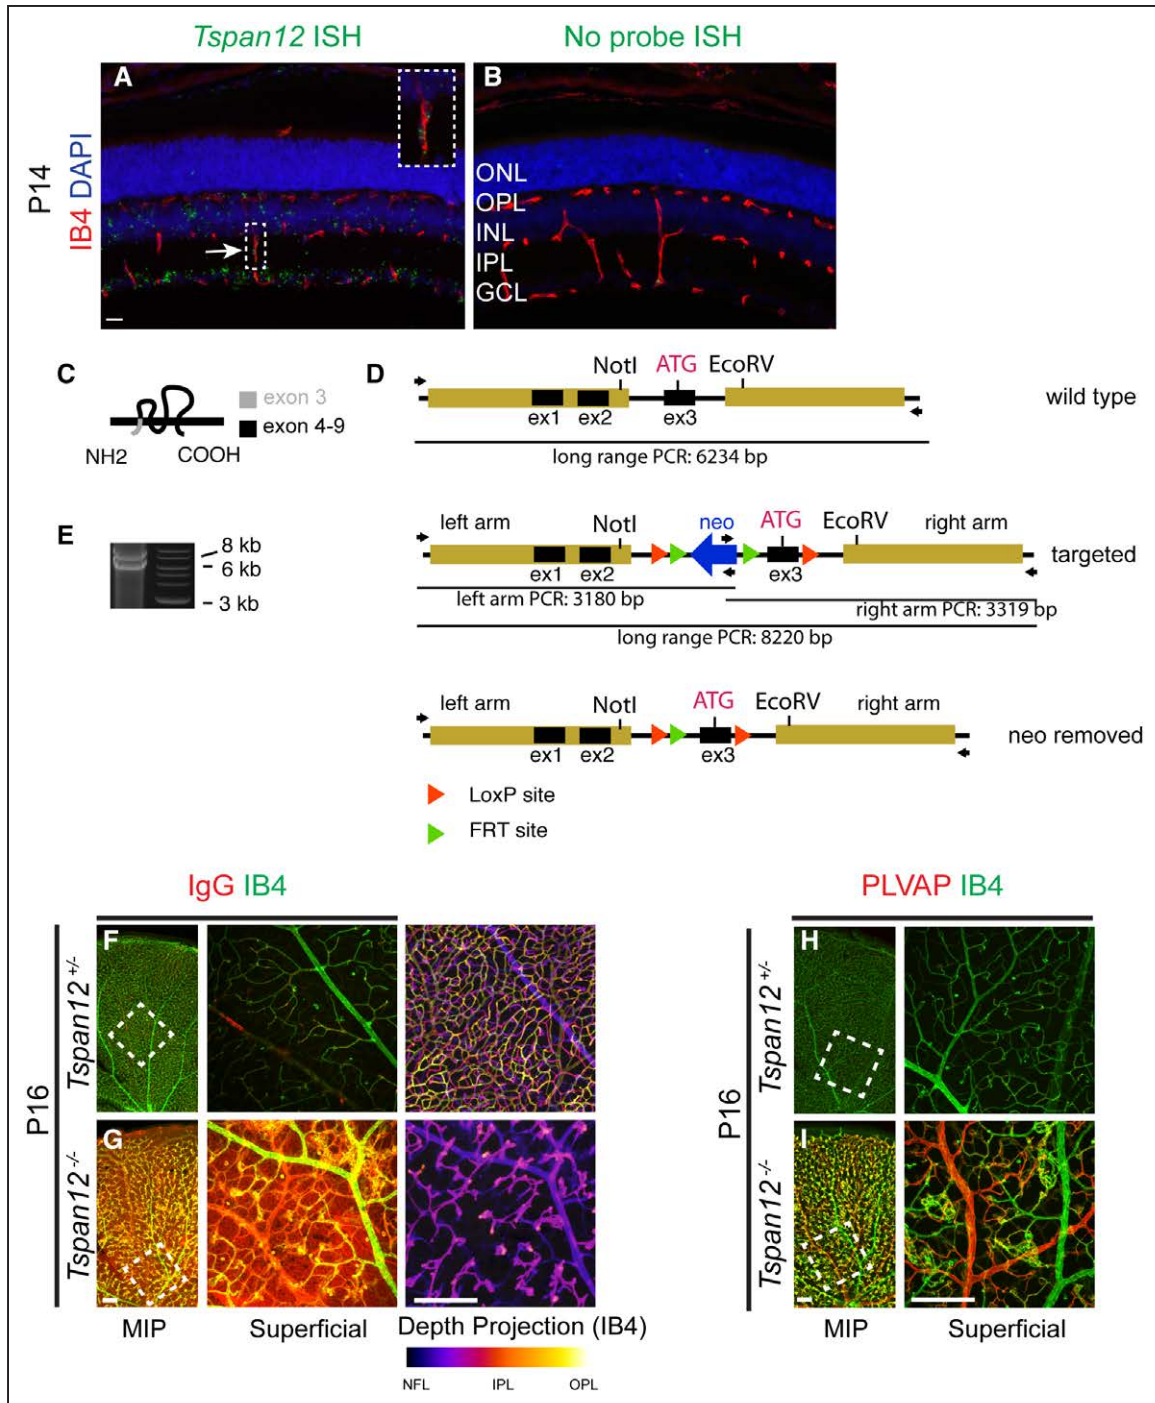 Tspan12 ISH
No probe ISH
A
B
P14
IB4 DAPI
ONL
OPL
INL
IPL
GCL
C
exon 3
exon 4-9
NH2
COOH
D
NotI
ATG
EcoRV
wild type
ex1
ex2
ex3
long range PCR: 6234 bp
E
8 kb
6 kb
3 kb
left arm
NotI
neo
ATG
EcoRV
right arm
targeted
ex1
ex2
ex3
left arm PCR: 3180 bp
right arm PCR: 3319 bp
long range PCR: 8220 bp
left arm
NotI
ATG
EcoRV
right arm
neo removed
ex1
ex2
ex3
LoxP site
FRT site
IgG IB4
P16
Tspan12+/-
F
Tspan12-/-
G
MIP
Superficial
Depth Projection (IB4)
NFL
IPL
OPL
PLVAP IB4
P16
Tspan12+/-
H
Tspan12-/-
I
MIP
Superficial